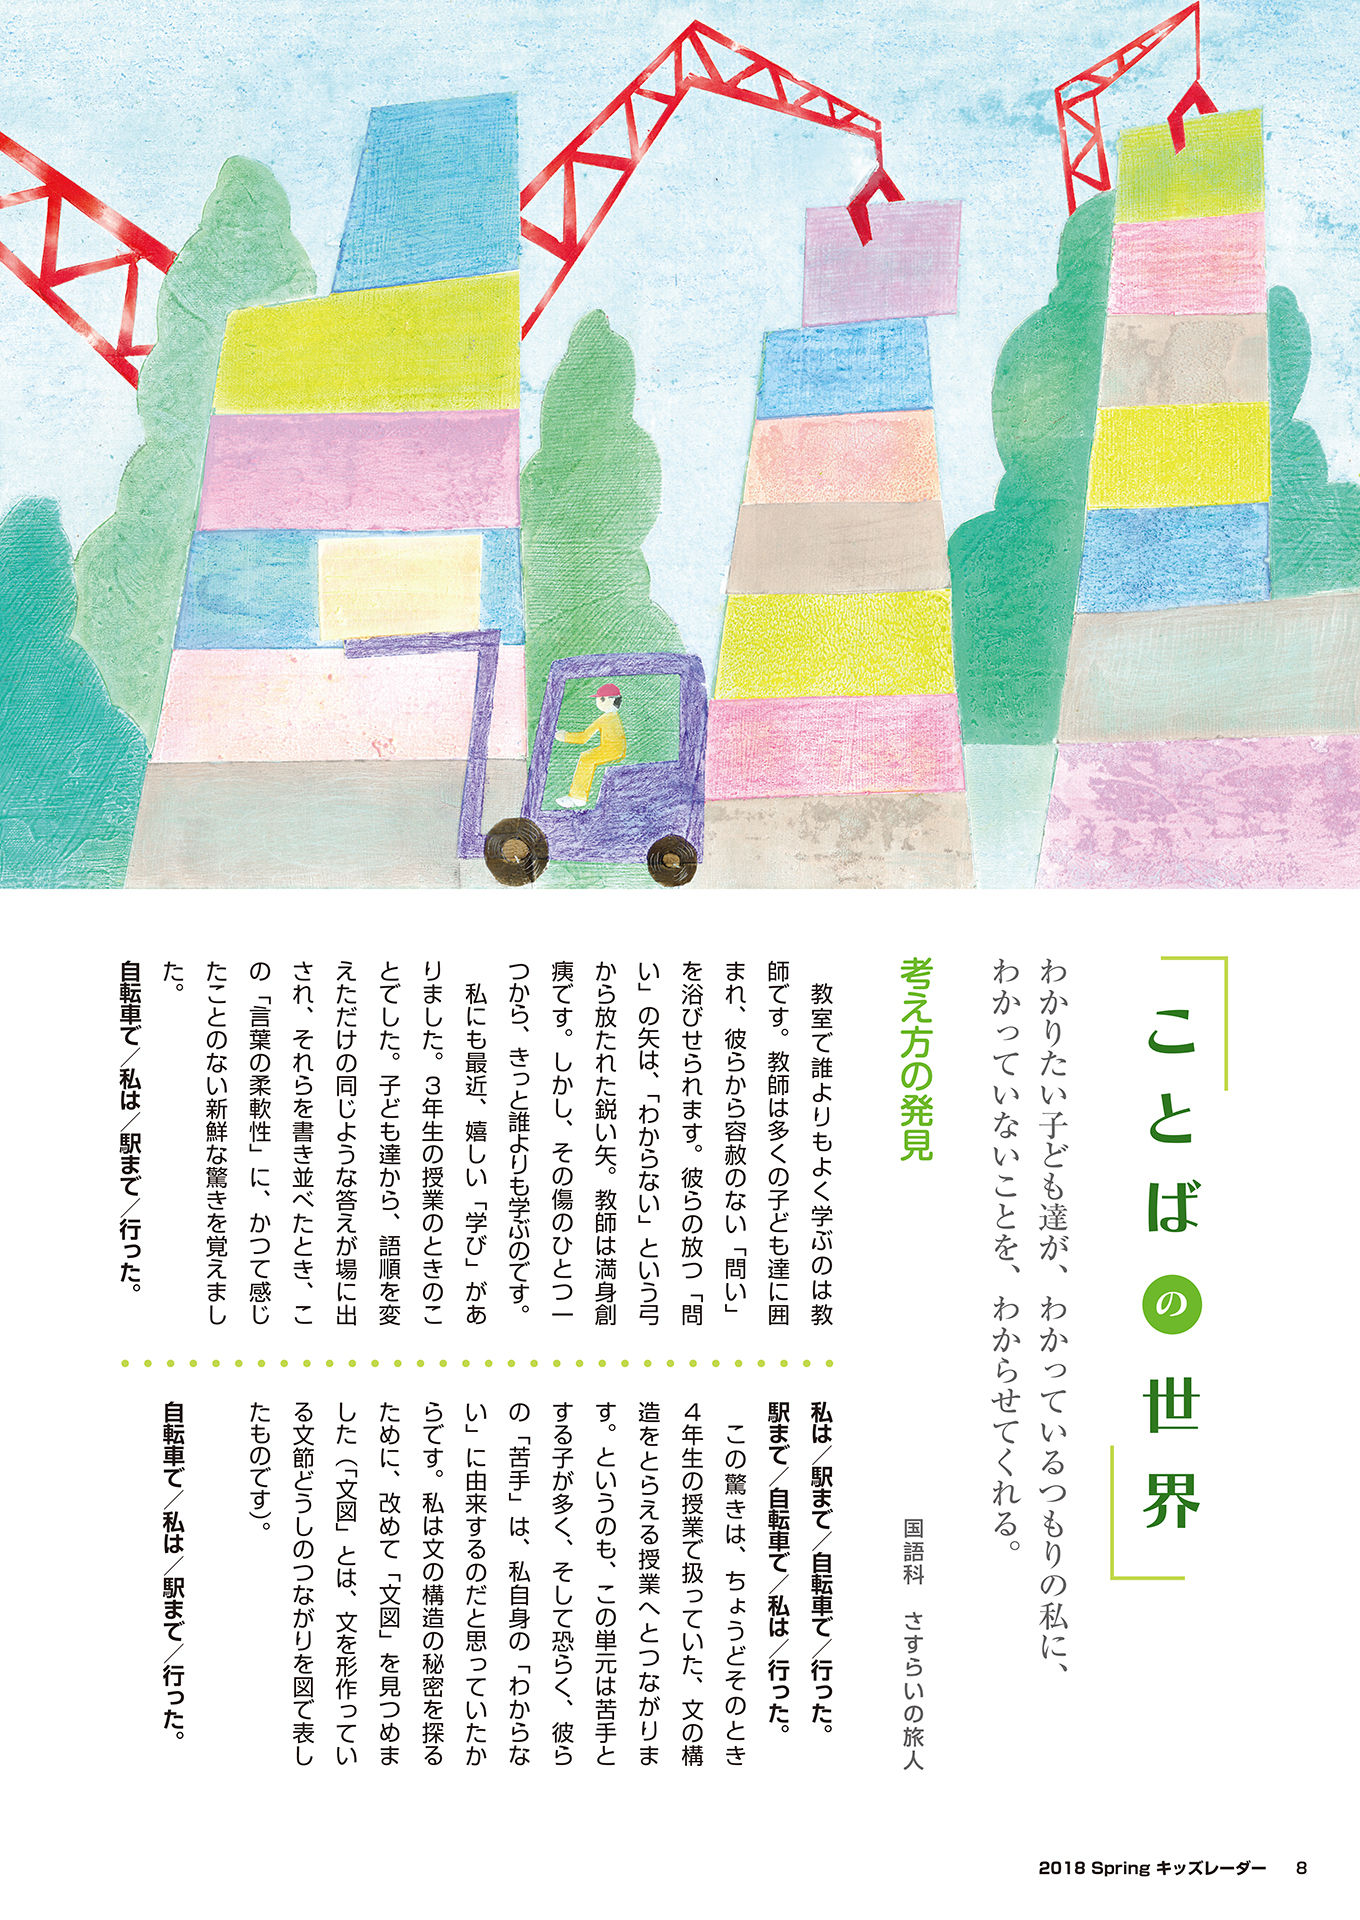 ことばの世界
わかりたい子ども達が、わかっているつもりの私に、
わかっていないことを、わからせてくれる。
国語科　さすらいの旅人
考え方の発見
　教室で誰よりもよく学ぶのは教
師です。教師は多くの子ども達に囲
まれ、彼らから容赦のない「問い」
を浴びせられます。彼らの放つ「問
い」の矢は、「わからない」という弓
から放たれた鋭い矢。教師は満身創
痍です。しかし、その傷のひとつ一
つから、きっと誰よりも学ぶのです。
　私にも最近、嬉しい「学び」があ
りました。３年生の授業のときのこ
とでした。子ども達から、語順を変
えただけの同じような答えが場に出
され、それらを書き並べたとき、こ
の「言葉の柔軟性」に、かつて感じ
たことのない新鮮な驚きを覚えまし
た。
自転車で／私は／駅まで／行った。
私は／駅まで／自転車で／行った。
駅まで／自転車で／私は／行った。
　この驚きは、ちょうどそのとき
４年生の授業で扱っていた、文の構
造をとらえる授業へとつながりま
す。というのも、この単元は苦手と
する子が多く、そして恐らく、彼ら
の「苦手」は、私自身の「わからな
い」に由来するのだと思っていたか
らです。私は文の構造の秘密を探る
ために、改めて「文図」を見つめま
した（「文図」とは、文を形作ってい
る文節どうしのつながりを図で表し
たものです）。
自転車で／私は／駅まで／行った。
2018 Spring キッズレーダー　8